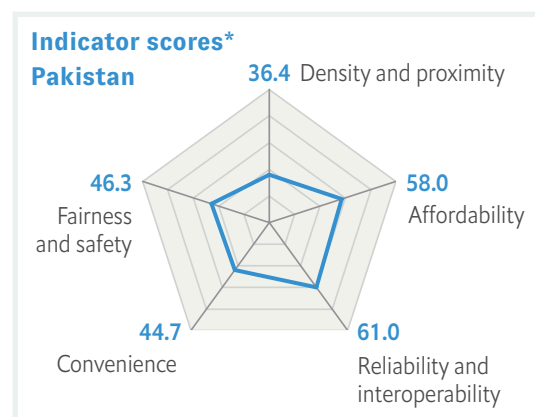 Indicator scores*
Pakistan
36.4 Density and proximity
46.3
Fairness
and safety
58.0
Affordability
44.7
Convenience
61.0
Reliability and
interoperability